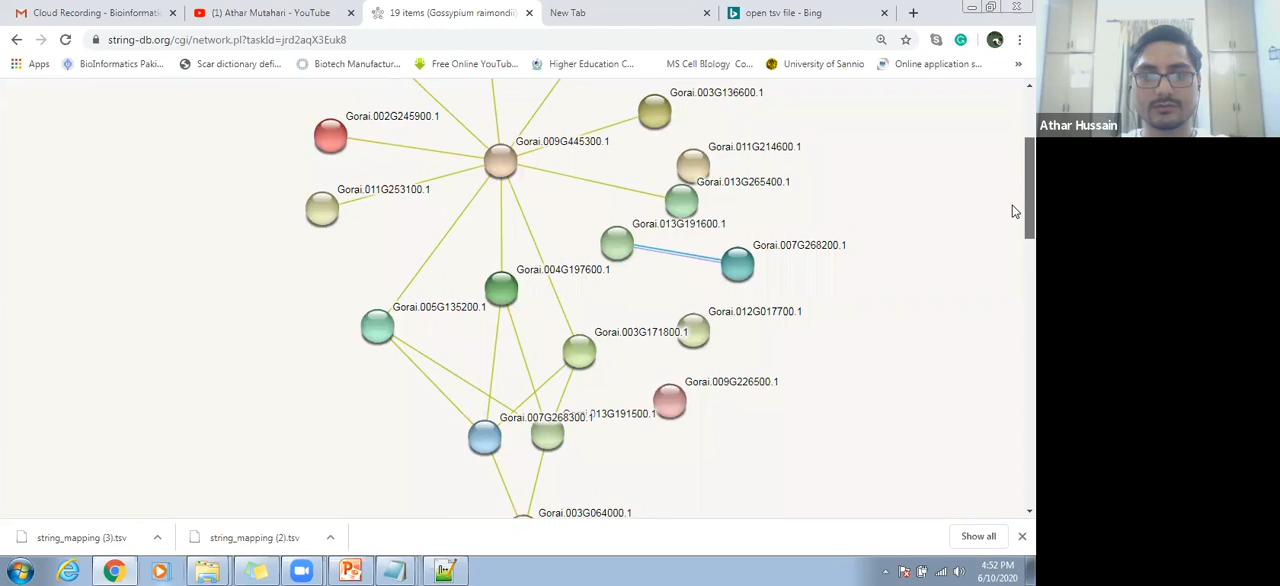 Cloud Recording - Bioinformatic
(1) Athar Mutahari - YouTube
19 items (Gossypium raimondii)
New Tab
open tsv file - Bing
string-db.org/cgi/network.pl?taskId=jrd2aqX3Euk8
Apps
BioInformatics Paki...
Scar dictionary defi...
Biotech Manufactur...
Free Online YouTub...
Higher Education C...
MS Cell BIology Co...
University of Sannio
Online application s...
»
Gorai.003G136600.1
Gorai.002G245900.1
Gorai.009G445300.1
Gorai.011G214600.1
Gorai.013G265400.1
Gorai.011G253100.1
Gorai.013G191600.1
Gorai.007G268200.1
Gorai.004G197600.1
Gorai.005G135200.1
Gorai.012G017700.1
Gorai.003G171800.1
Gorai.009G226500.1
Gorai.013G191500.1
Gorai.007G268300.1
Gorai.003G064000.1
Athar Hussain
string_mapping (3).tsv
string_mapping (2).tsv
Show all
4:52 PM
6/10/2020